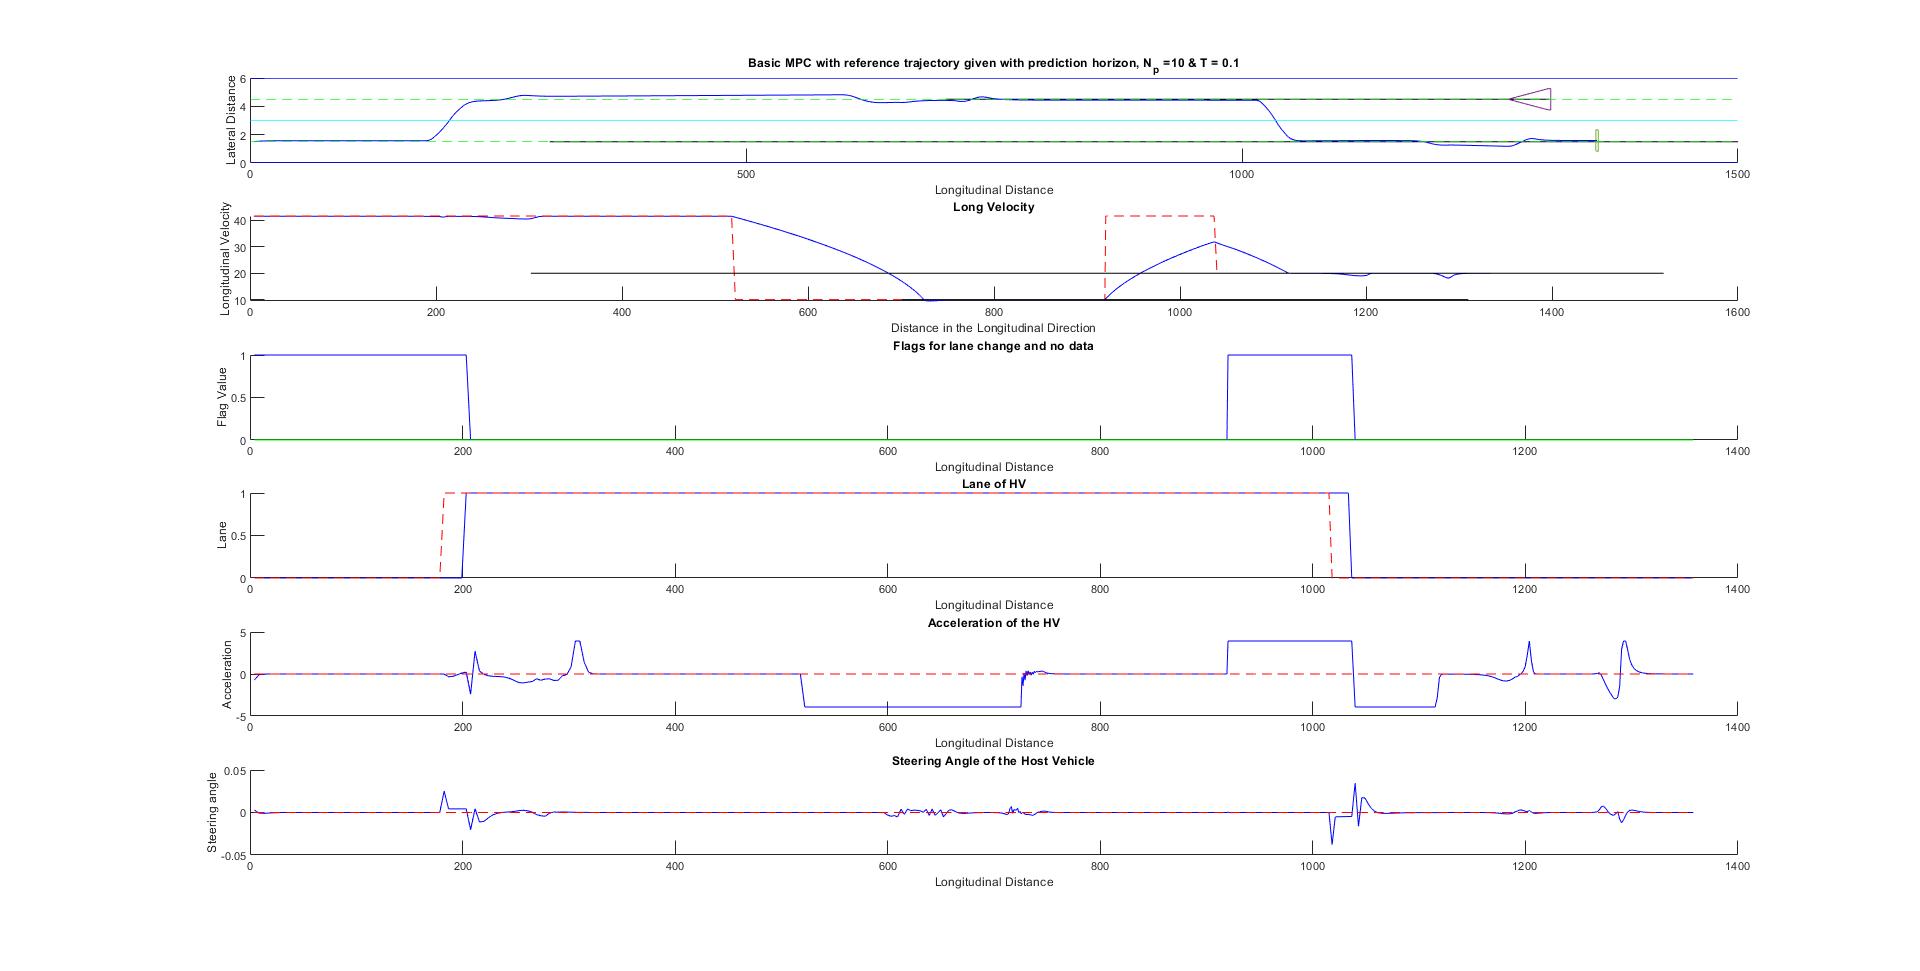 Basic MPC with reference trajectory given with prediction horizon, Np =10 & T = 0.1
Lateral Distance
6
4
2
0
0 500 1000 1500
Longitudinal Distance
Long Velocity
Longitudinal Velocity
40
30
20
10
0 200 400 600 800 1000 1200 1400 1600
Distance in the Longitudinal Direction
Flags for lane change and no data
Flag Value
1
0.5
0
0 200 400 600 800 1000 1200 1400
Longitudinal Distance
Lane of HV
Lane
1
0.5
0
0 200 400 600 800 1000 1200 1400
Longitudinal Distance
Acceleration of the HV
Acceleration
5
0
-5
0 200 400 600 800 1000 1200 1400
Longitudinal Distance
Steering Angle of the Host Vehicle
Steering angle
0.05
0
-0.05
0 200 400 600 800 1000 1200 1400
Longitudinal Distance